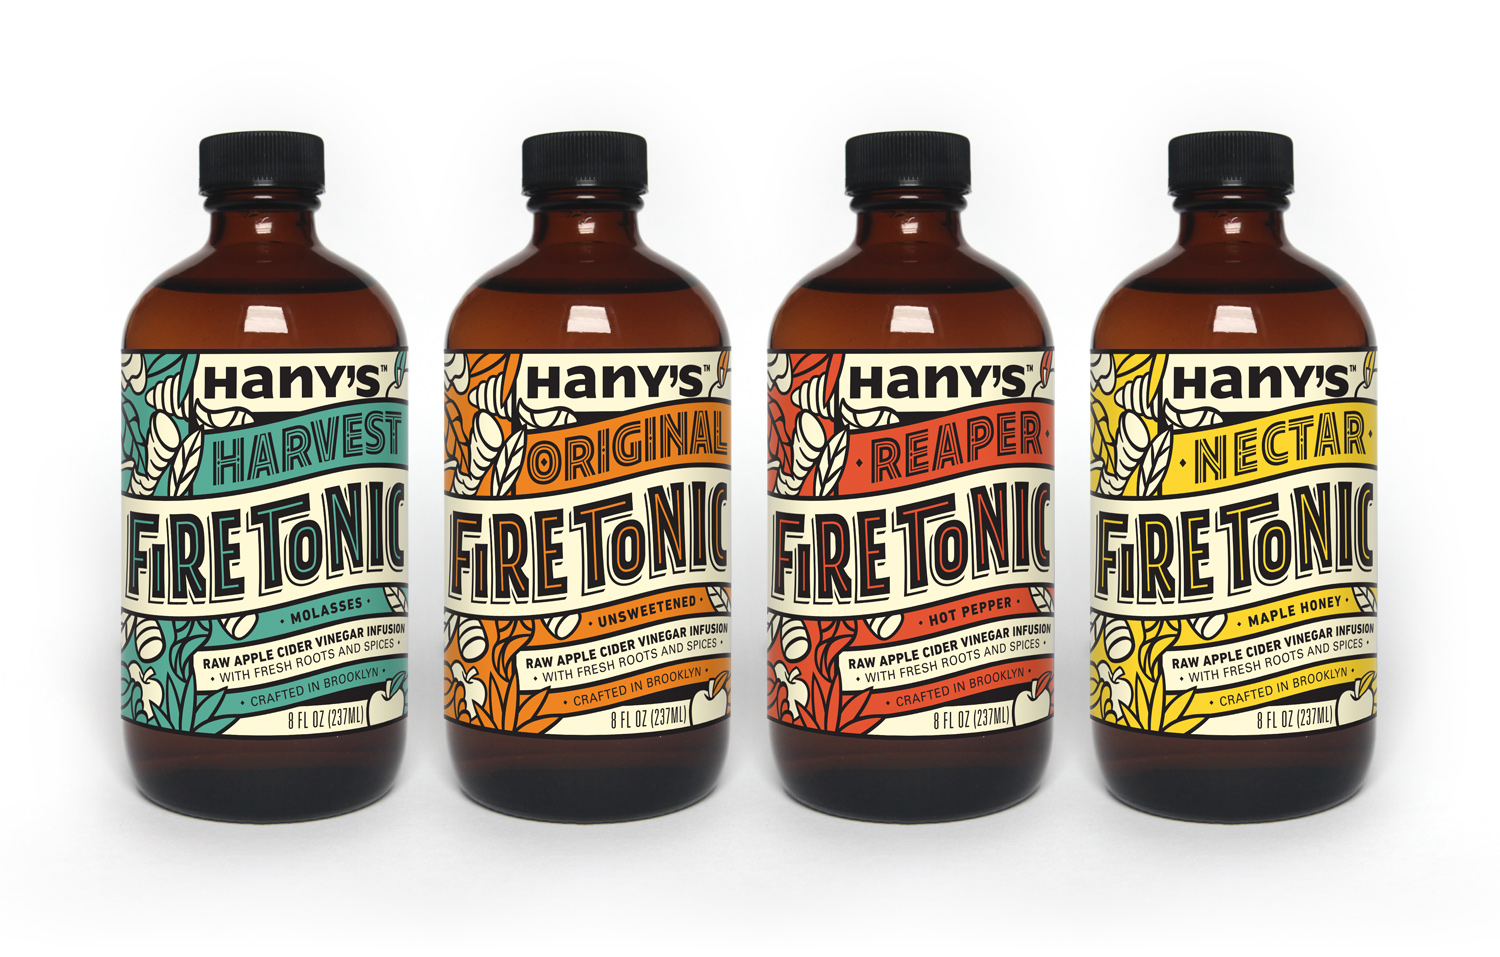 HANY'S™
HARVEST
FIRE TONIC
· MOLASSES ·
RAW APPLE CIDER VINEGAR INFUSION
· WITH FRESH ROOTS AND SPICES ·
· CRAFTED IN BROOKLYN ·
8 FL OZ (237ML)
HANY'S™
ORIGINAL
FIRE TONIC
· UNSWEETENED ·
RAW APPLE CIDER VINEGAR INFUSION
· WITH FRESH ROOTS AND SPICES ·
· CRAFTED IN BROOKLYN ·
8 FL OZ (237ML)
HANY'S™
· REAPER ·
FIRE TONIC
· HOT PEPPER ·
RAW APPLE CIDER VINEGAR INFUSION
· WITH FRESH ROOTS AND SPICES ·
· CRAFTED IN BROOKLYN ·
8 FL OZ (237ML)
HANY'S™
· NECTAR ·
FIRE TONIC
· MAPLE HONEY ·
RAW APPLE CIDER VINEGAR INFUSION
· WITH FRESH ROOTS AND SPICES ·
· CRAFTED IN BROOKLYN ·
8 FL OZ (237ML)